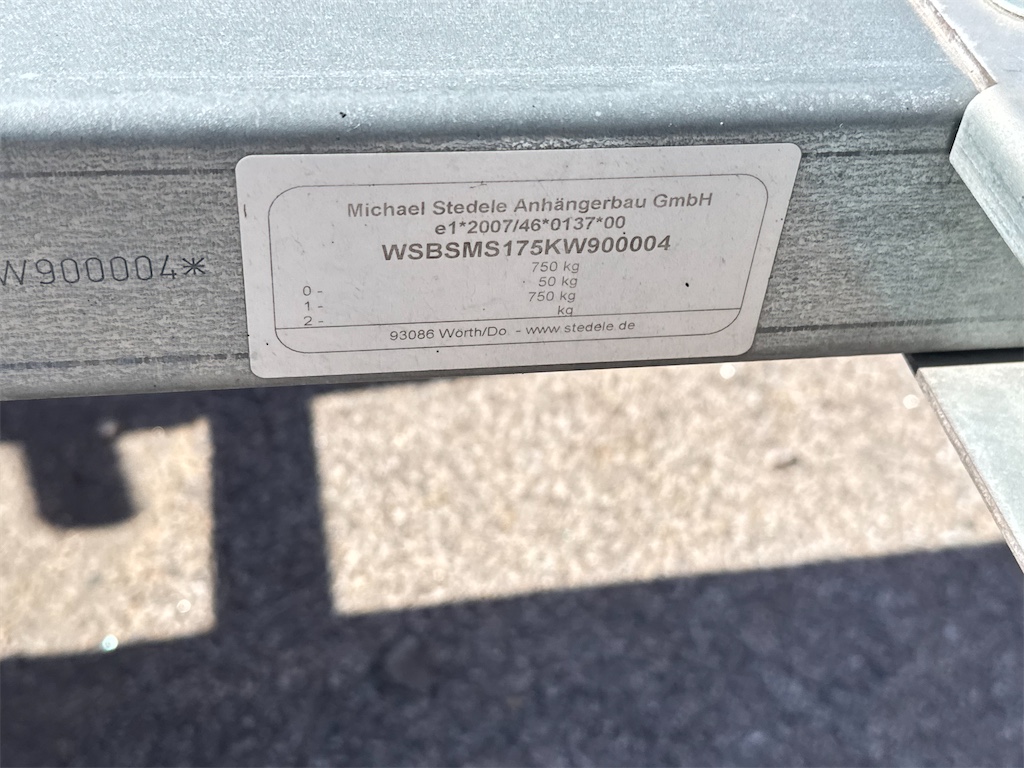 Michael Stedele Anhängerbau GmbH
e1*2007/46*0137*00
WSBSMS175KW900004
750 kg
0 - 50 kg
1 - 750 kg
2 - kg
93086 Wörth/Do. - www.stedele.de
W900004*